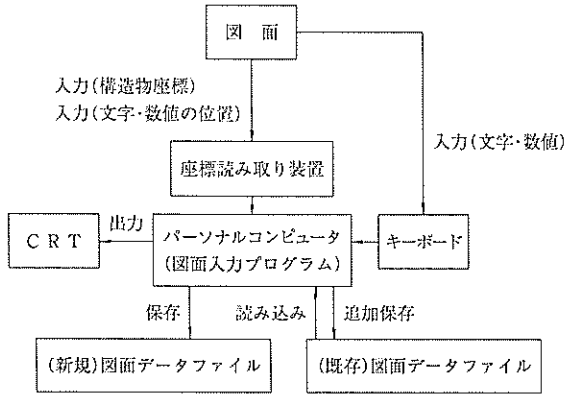 図 面
入力(構造物座標)
入力(文字・数値の位置)
入力(文字・数値)
座標読み取り装置
出力
CRT
パーソナルコンピュータ
(図面入力プログラム)
キーボード
保存
読み込み
追加保存
(新規)図面データファイル
(既存)図面データファイル